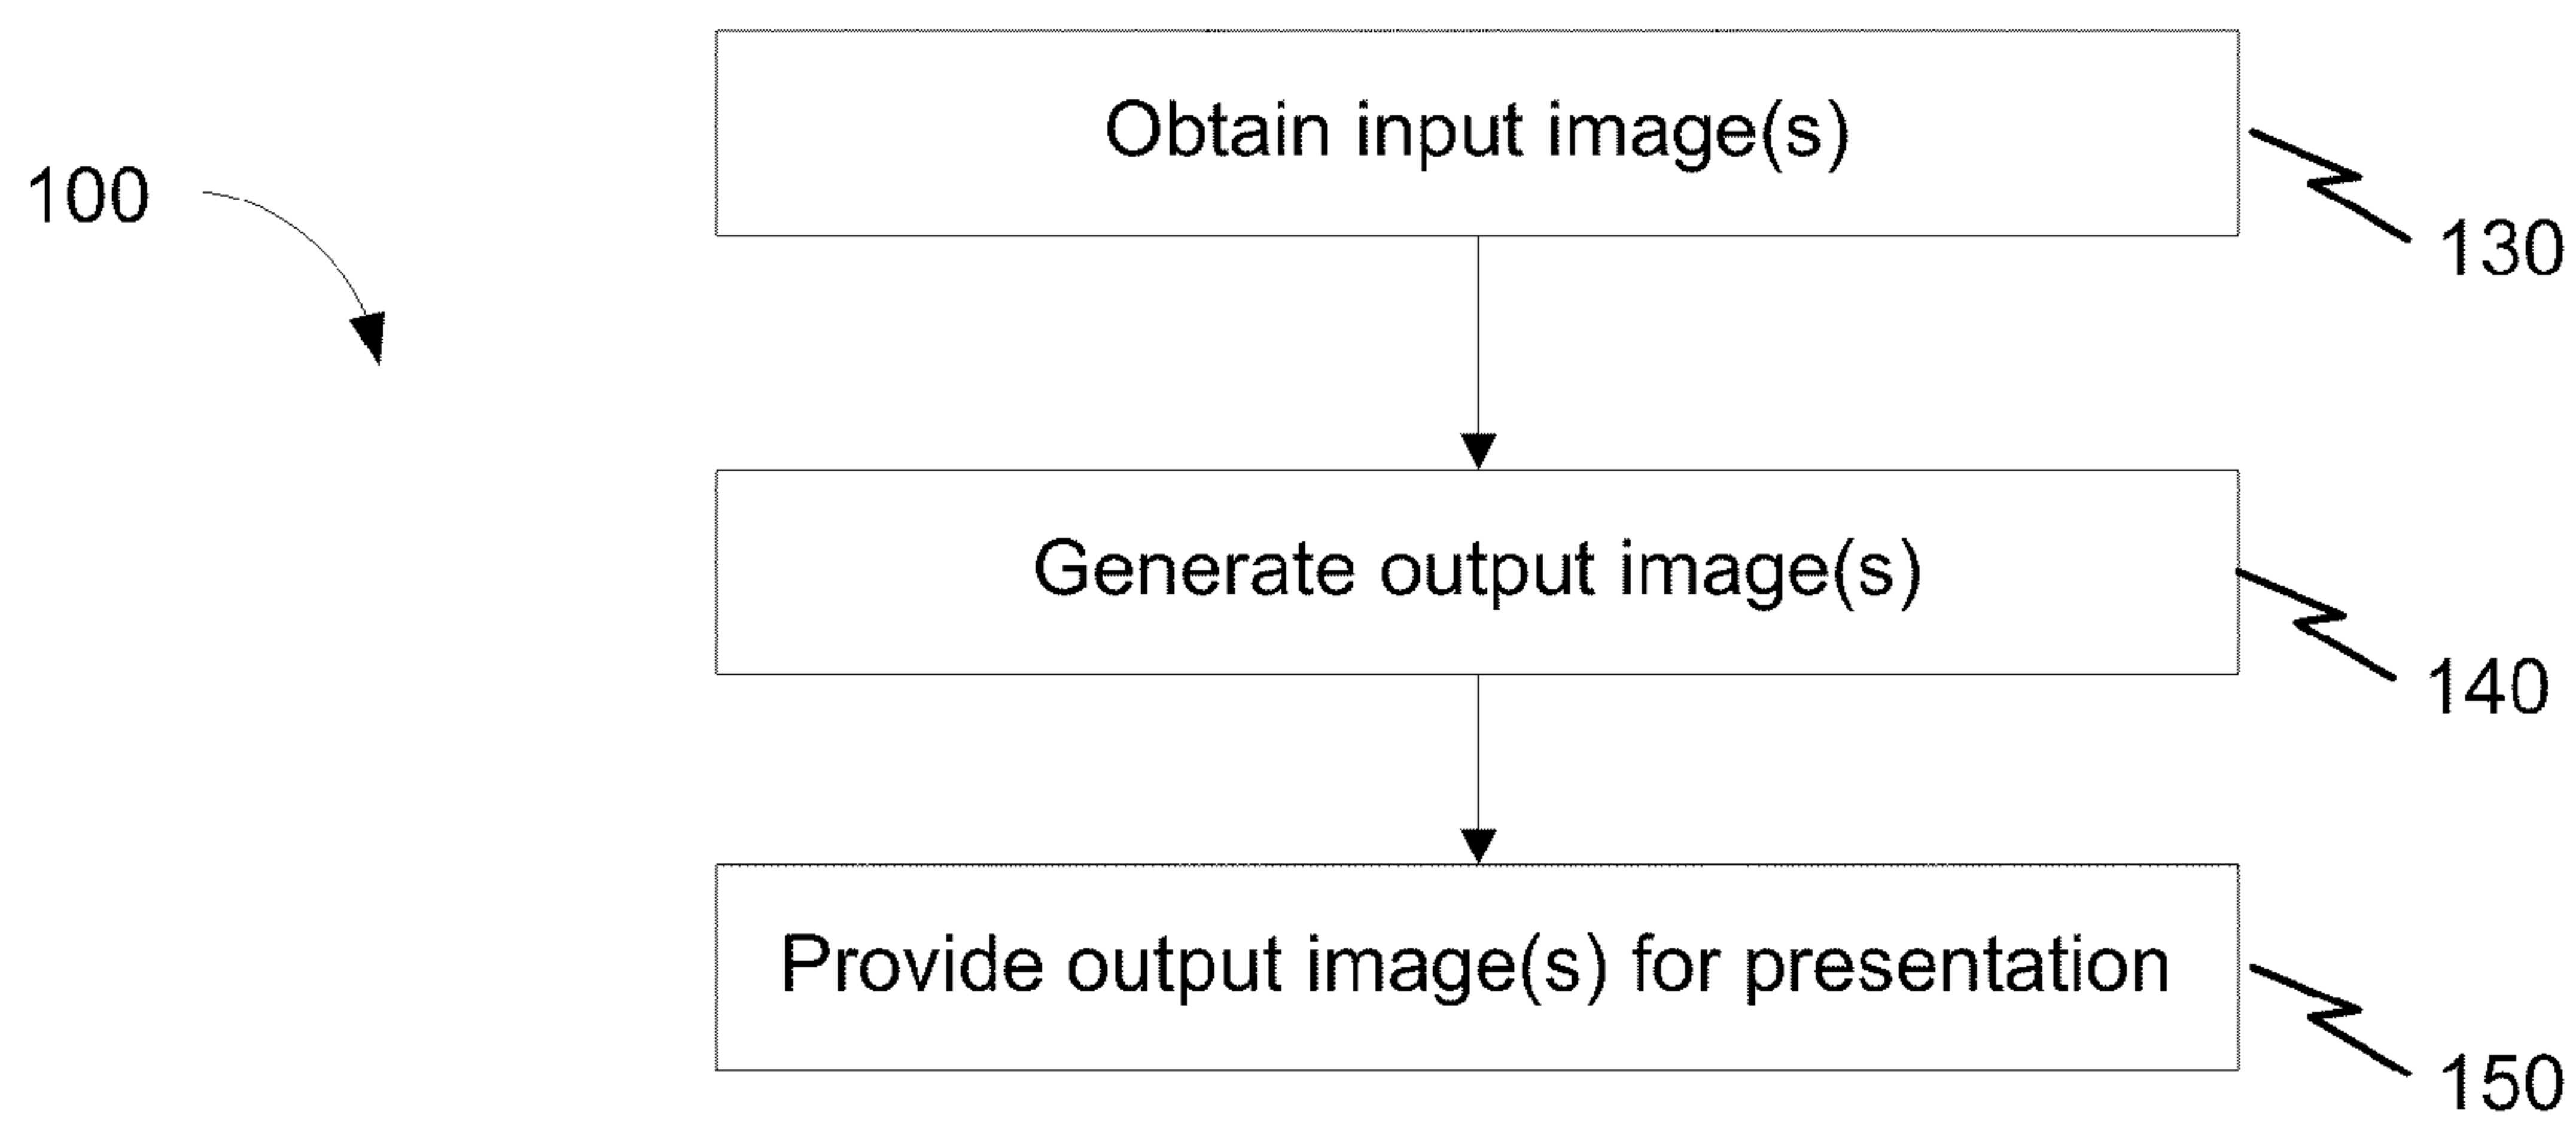 Obtain input image(s)
100
130
Generate output image(s)
140
Provide output image(s) for presentation
150